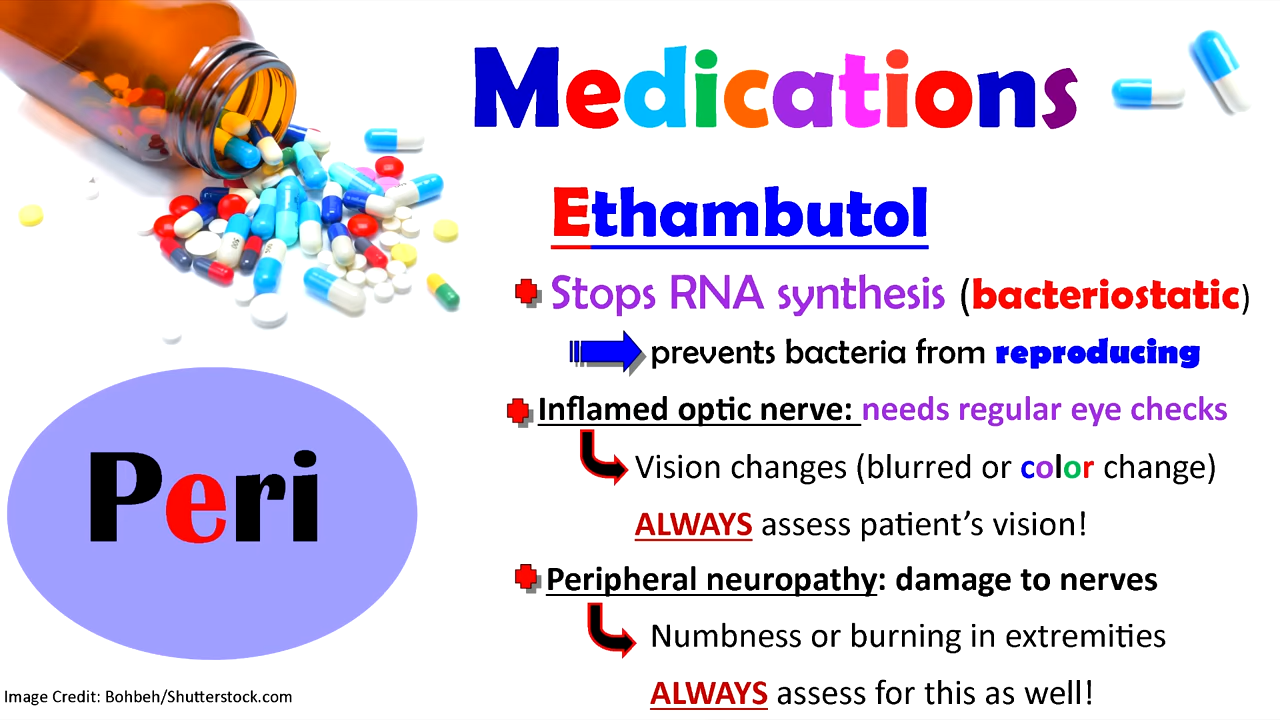 Medications
Ethambutol
Stops RNA synthesis (bacteriostatic)
prevents bacteria from reproducing
Inflamed optic nerve: needs regular eye checks
Vision changes (blurred or color change)
ALWAYS assess patient’s vision!
Peripheral neuropathy: damage to nerves
Numbness or burning in extremities
ALWAYS assess for this as well!
Peri
Image Credit: Bohbeh/Shutterstock.com